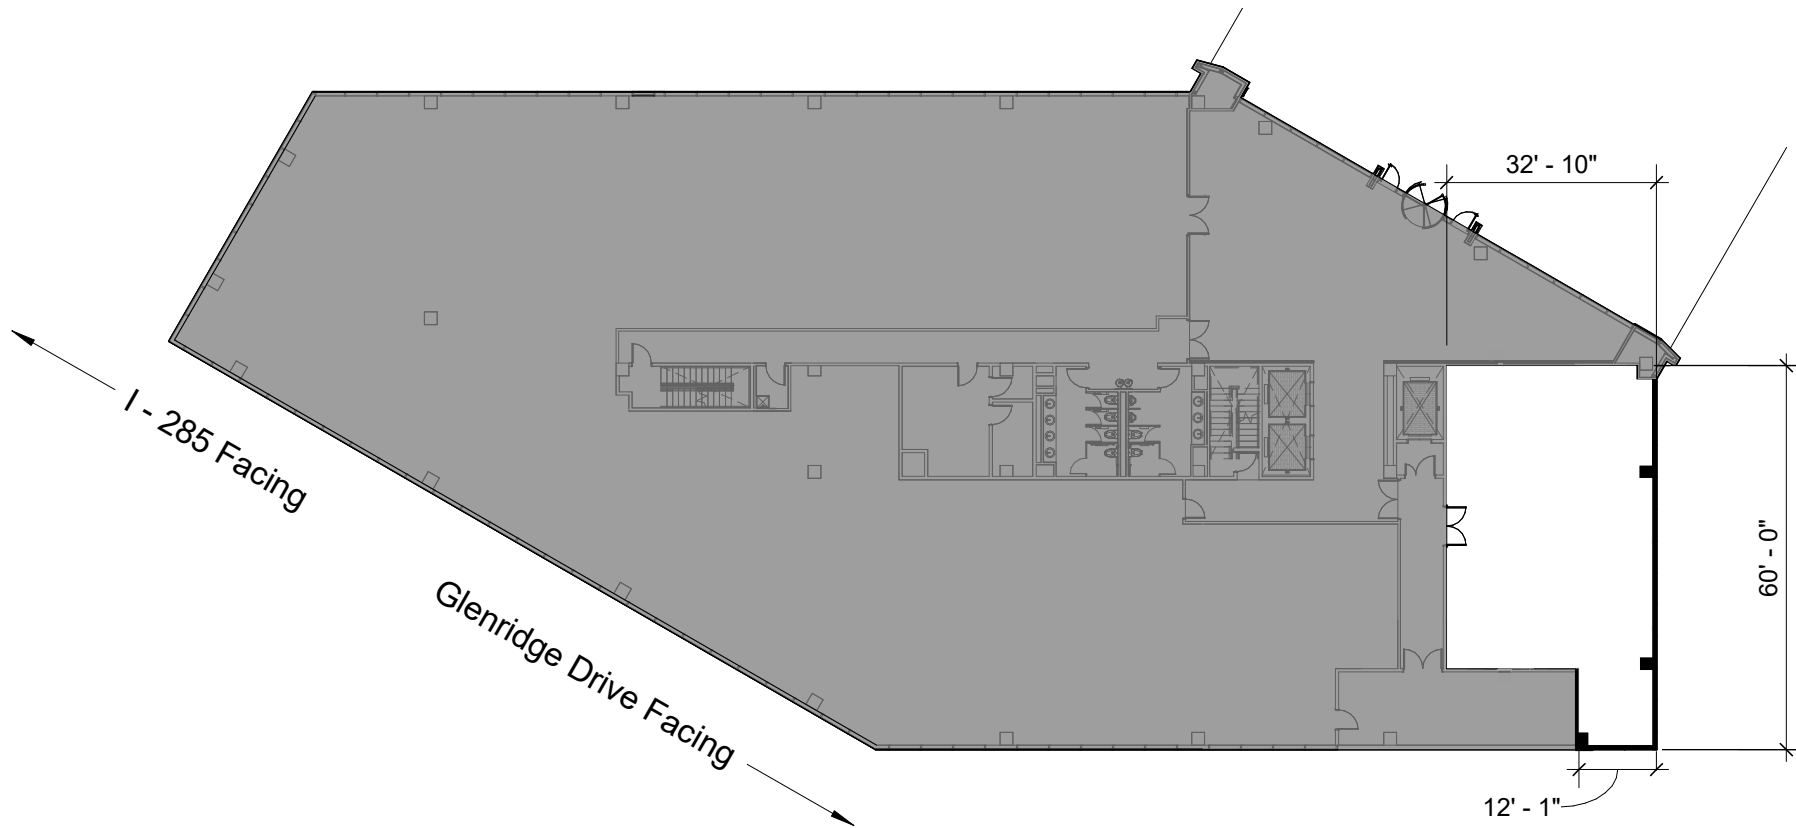 32' - 10"
I - 285 Facing
60' - 0"
Glenridge Drive Facing
12' - 1"